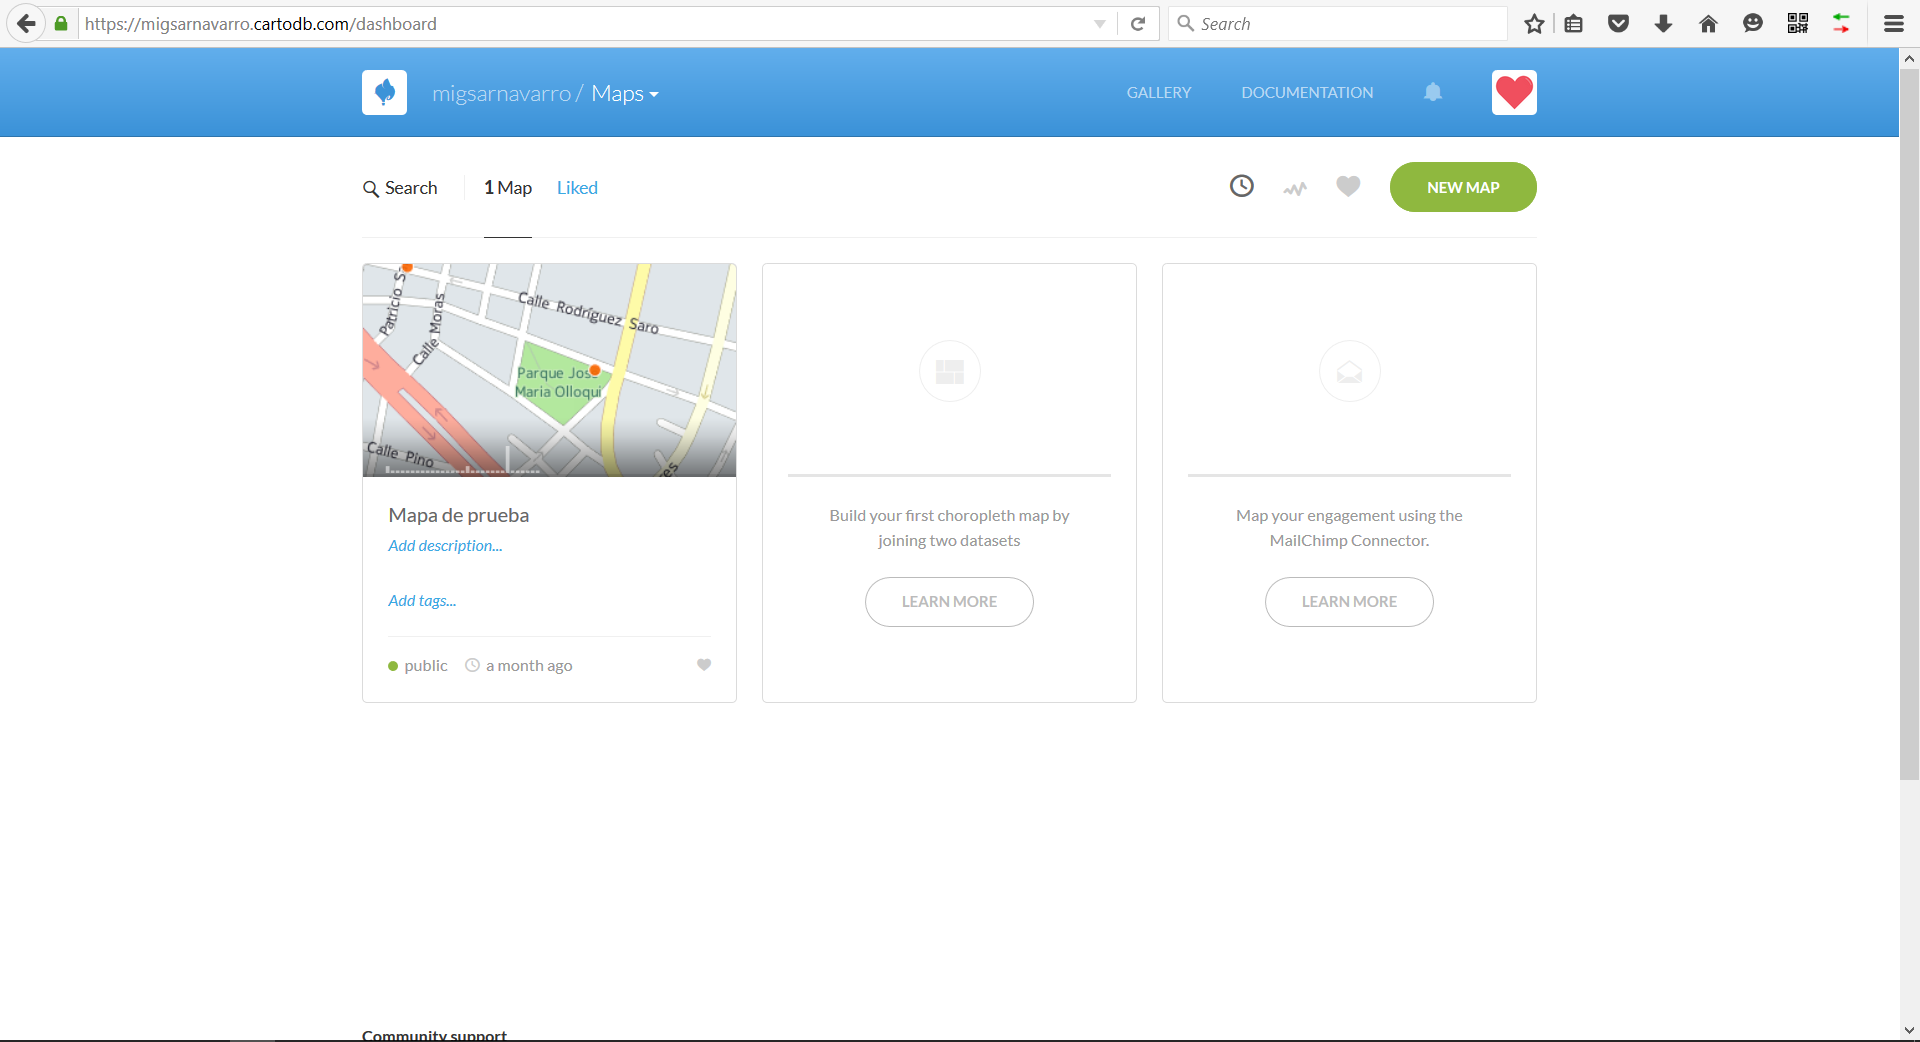 https://migsarnavarro.cartodb.com/dashboard
Search
migsarnavarro / Maps
GALLERY
DOCUMENTATION
Search
1 Map
Liked
NEW MAP
Patricio S
Calle Moras
Calle Rodríguez Saro
Parque José
Maria Olloqui
Calle Pino
es
Mapa de prueba
Add description...
Add tags...
public
a month ago
Build your first choropleth map by
joining two datasets
LEARN MORE
Map your engagement using the
MailChimp Connector.
LEARN MORE
Community support